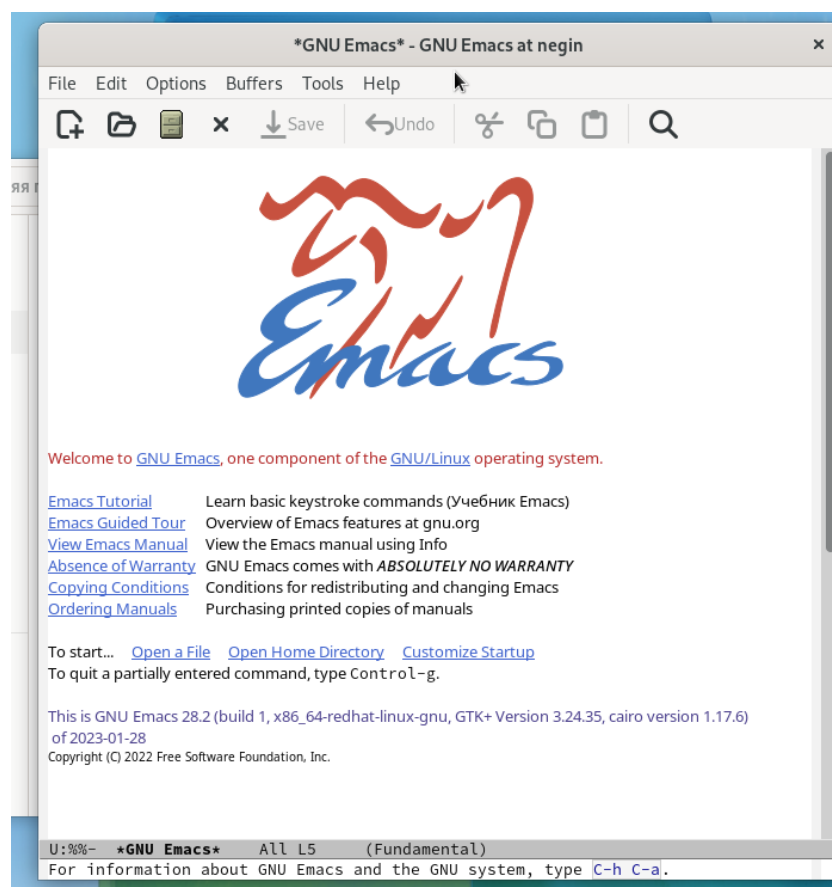 *GNU Emacs* - GNU Emacs at negin ×
File Edit Options Buffers Tools Help
Save Undo
яя
Emacs
Welcome to GNU Emacs, one component of the GNU/Linux operating system.
Emacs Tutorial Learn basic keystroke commands (Учебник Emacs)
Emacs Guided Tour Overview of Emacs features at gnu.org
View Emacs Manual View the Emacs manual using Info
Absence of Warranty GNU Emacs comes with ABSOLUTELY NO WARRANTY
Copying Conditions Conditions for redistributing and changing Emacs
Ordering Manuals Purchasing printed copies of manuals
To start... Open a File Open Home Directory Customize Startup
To quit a partially entered command, type Control-g.
This is GNU Emacs 28.2 (build 1, x86_64-redhat-linux-gnu, GTK+ Version 3.24.35, cairo version 1.17.6)
of 2023-01-28
Copyright (C) 2022 Free Software Foundation, Inc.
U:%%- *GNU Emacs* All L5 (Fundamental)
For information about GNU Emacs and the GNU system, type C-h C-a.